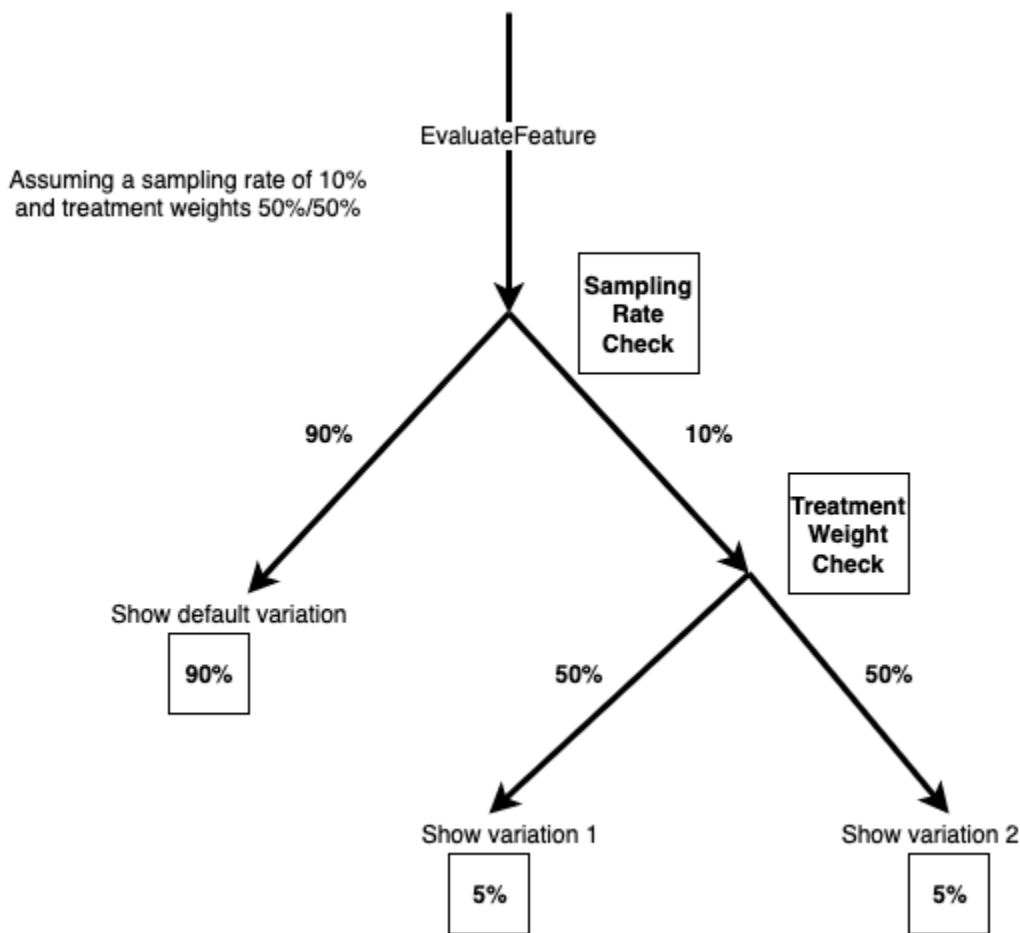 EvaluateFeature
Assuming a sampling rate of 10%
and treatment weights 50%/50%
Sampling
Rate
Check
90%
10%
Treatment
Weight
Check
Show default variation
90%
50%
50%
Show variation 1
5%
Show variation 2
5%